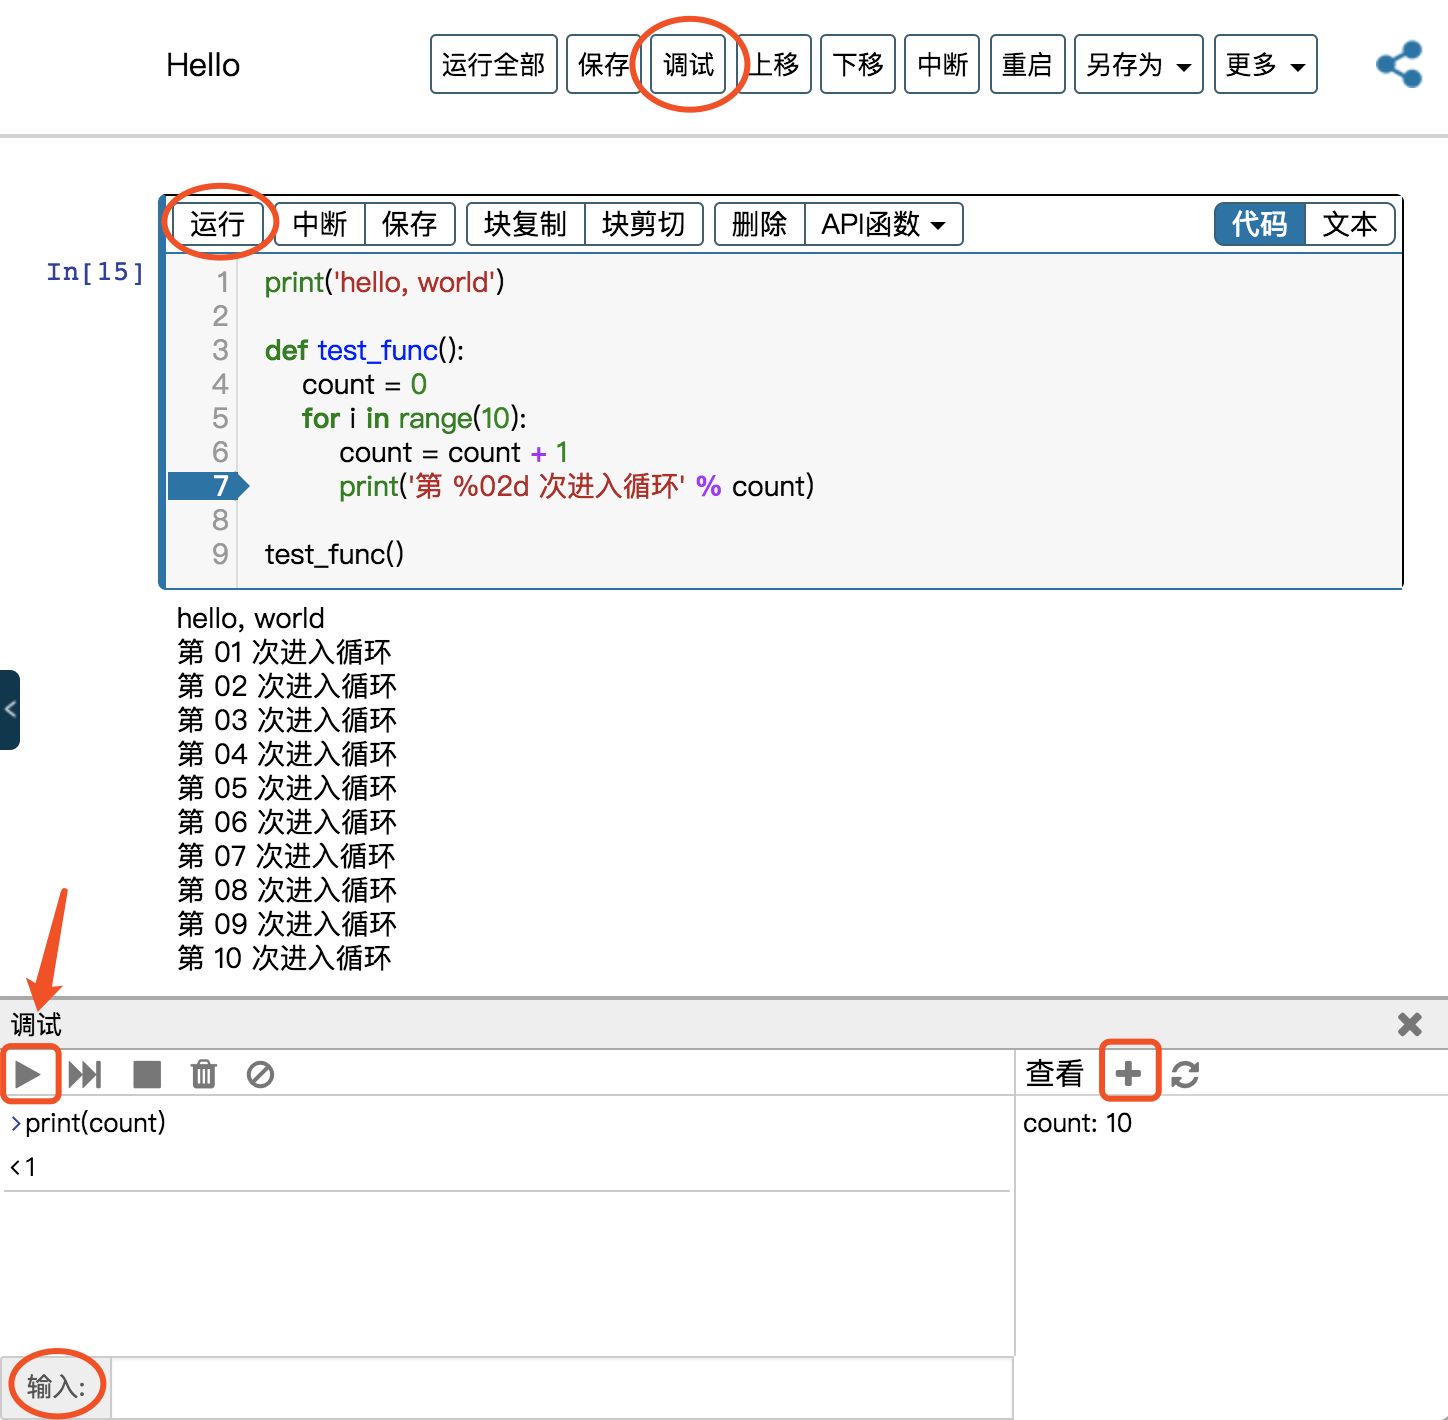 Hello 运行全部 保存 调试 上移 下移 中断 重启 另存为 更多
运行 中断 保存 块复制 块剪切 删除 API函数 代码 文本
In[15]
1 print('hello, world')
2
3 def test_func():
4 count = 0
5 for i in range(10):
6 count = count + 1
7 print('第 %02d 次进入循环' % count)
8
9 test_func()
hello, world
第 01 次进入循环
第 02 次进入循环
第 03 次进入循环
第 04 次进入循环
第 05 次进入循环
第 06 次进入循环
第 07 次进入循环
第 08 次进入循环
第 09 次进入循环
第 10 次进入循环
调试
查看
>print(count)
<1
count: 10
输入: